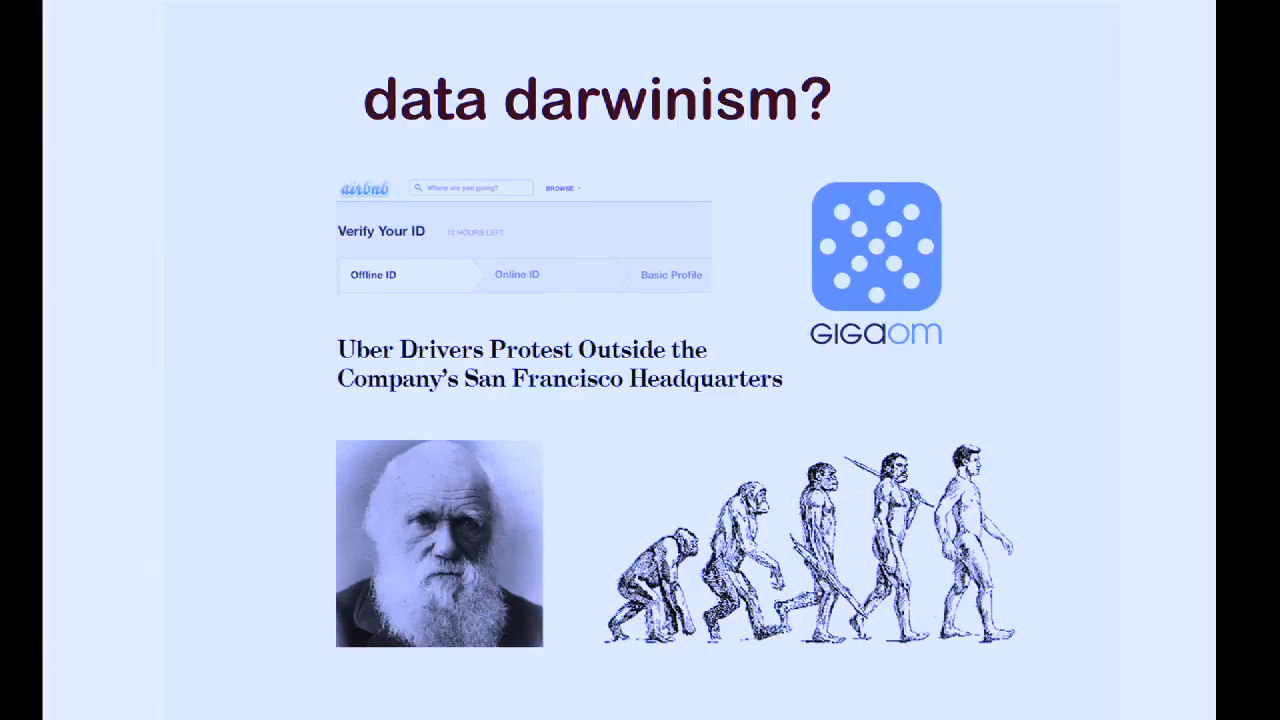 data darwinism?
airbnb
Where are you going?
BROWSE
Verify Your ID
12 HOURS LEFT
Offline ID
Online ID
Basic Profile
GIGAOM
Uber Drivers Protest Outside the
Company's San Francisco Headquarters